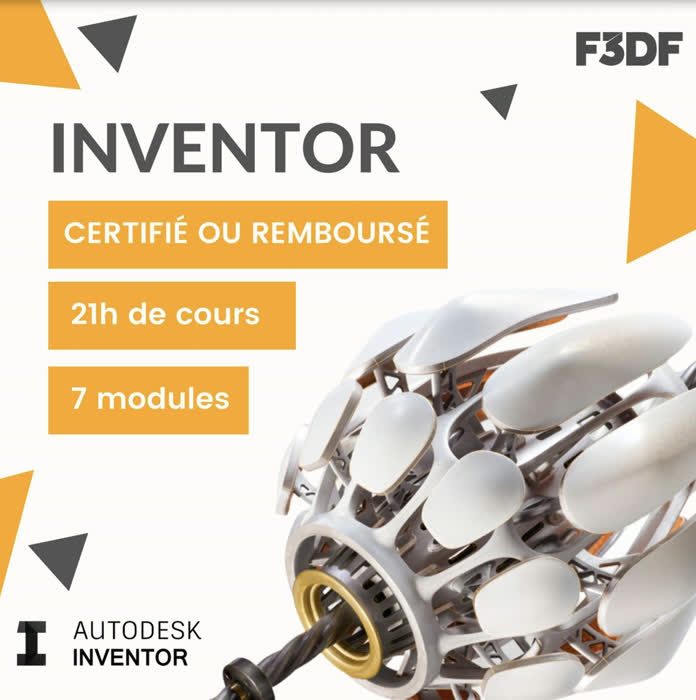 F3DF
INVENTOR
CERTIFIÉ OU REMBOURSÉ
21h de cours
7 modules
AUTODESK
INVENTOR